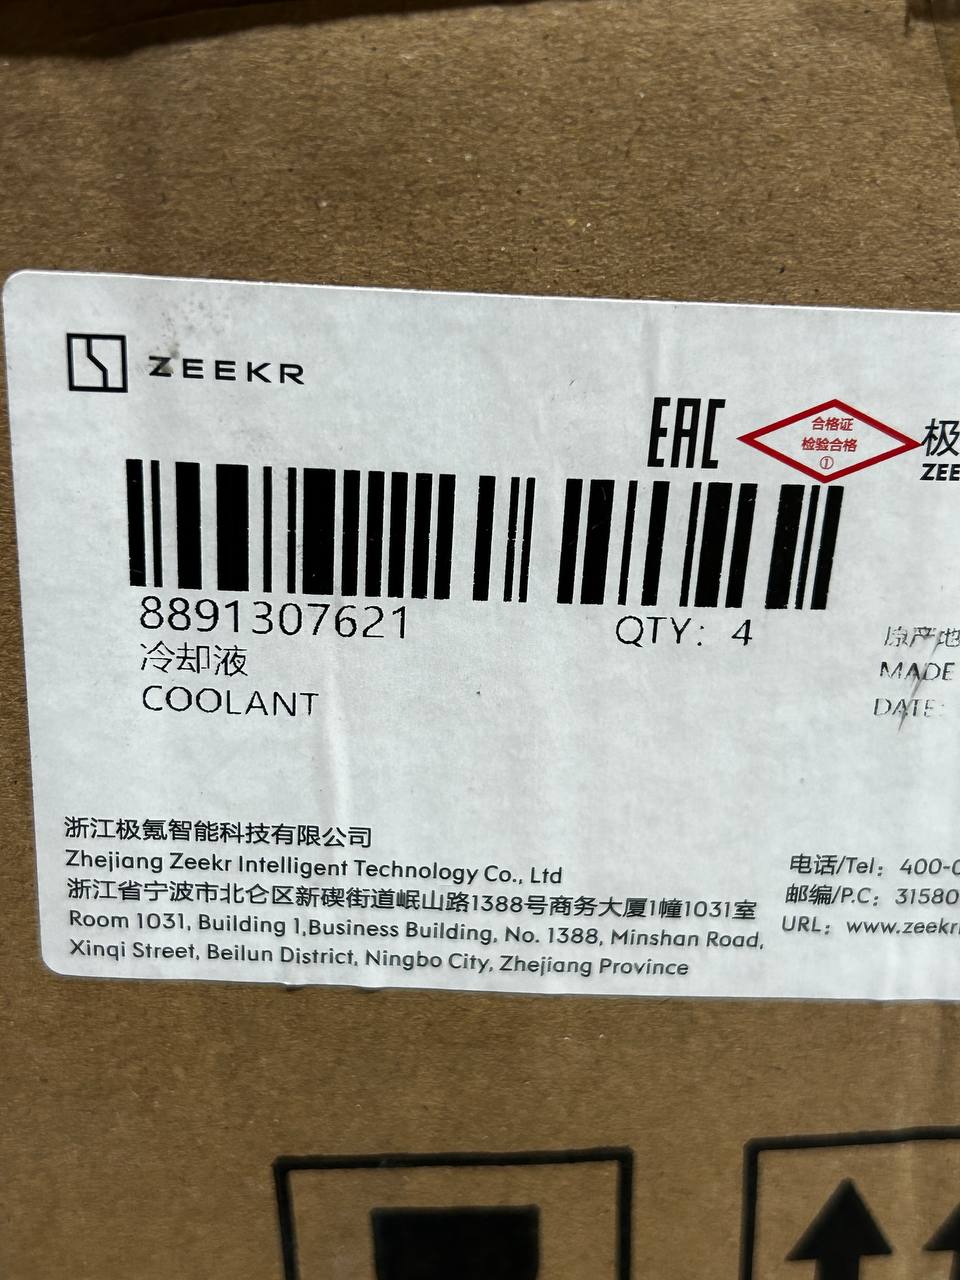 ZEEKR
EAC
合格证
检验合格
①
极
ZEE
8891307621
QTY: 4
冷却液
COOLANT
原产地
MADE
DATE:
浙江极氪智能科技有限公司
Zhejiang Zeekr Intelligent Technology Co., Ltd
浙江省宁波市北仑区新碶街道岷山路1388号商务大厦1幢1031室
Room 1031, Building 1,Business Building, No. 1388, Minshan Road,
Xinqi Street, Beilun District, Ningbo City, Zhejiang Province
电话/Tel: 400-0
邮编/P.C: 31580
URL: www.zeekr